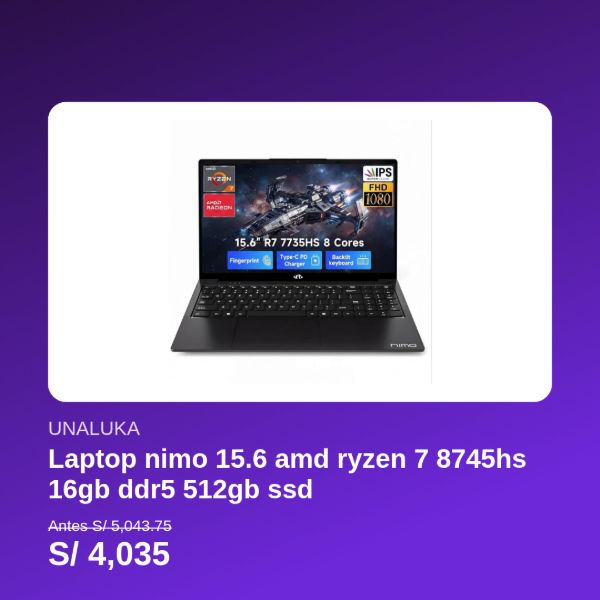 AMD
RYZEN
7
AMD
RADEON
IPS
FHD
1080
15.6" R7 7735HS 8 Cores
Fingerprint
Type-C PD
Charger
Backlit
keyboard
nimo
UNALUKA
Laptop nimo 15.6 amd ryzen 7 8745hs
16gb ddr5 512gb ssd
Antes S/ 5,043.75
S/ 4,035